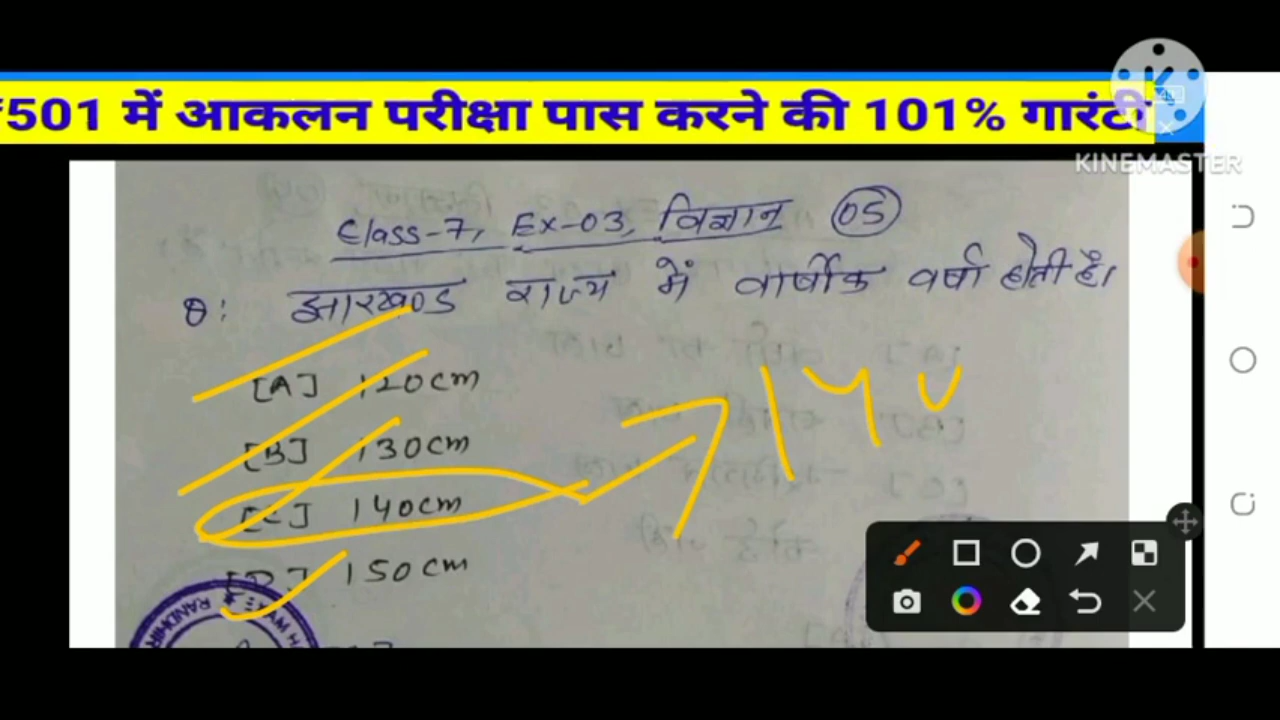 ₹501 में आकलन परीक्षा पास करने की 101% गारंटी
KINEMASTER
Class-7, Ex-03, विज्ञान 05
झारखण्ड राज्य में वार्षीक वर्षा होती है।
[A] 120cm
[B] 130cm
[C] 140cm
140
[D] 150cm